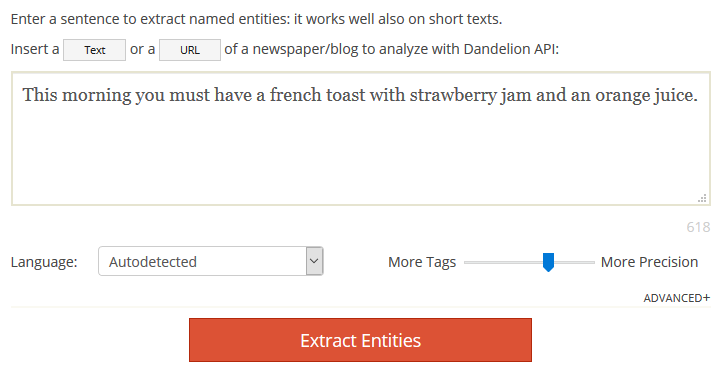 Enter a sentence to extract named entities: it works well also on short texts.
Insert a Text or a URL of a newspaper/blog to analyze with Dandelion API:
This morning you must have a french toast with strawberry jam and an orange juice.
618
Language: Autodetected More Tags More Precision
ADVANCED+
Extract Entities